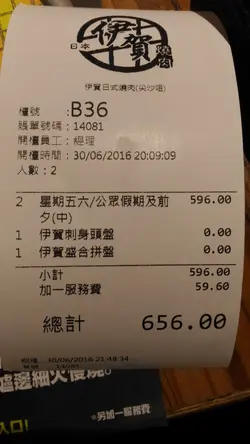 日本 伊賀 燒肉
伊賀日式燒肉(尖沙咀)
檯號 :B36
賬單號碼:14081
開檯員工:經理
開檯時間:30/06/2016 20:09:09
人數:2
2 星期五六/公眾假期及前 596.00
夕(中)
1 伊賀刺身頭盤 0.00
1 伊賀盛合拼盤 0.00
小計 596.00
加一服務費 59.60
總計 656.00
30/06/2016 21:48:34
入口!
*另加一服務費